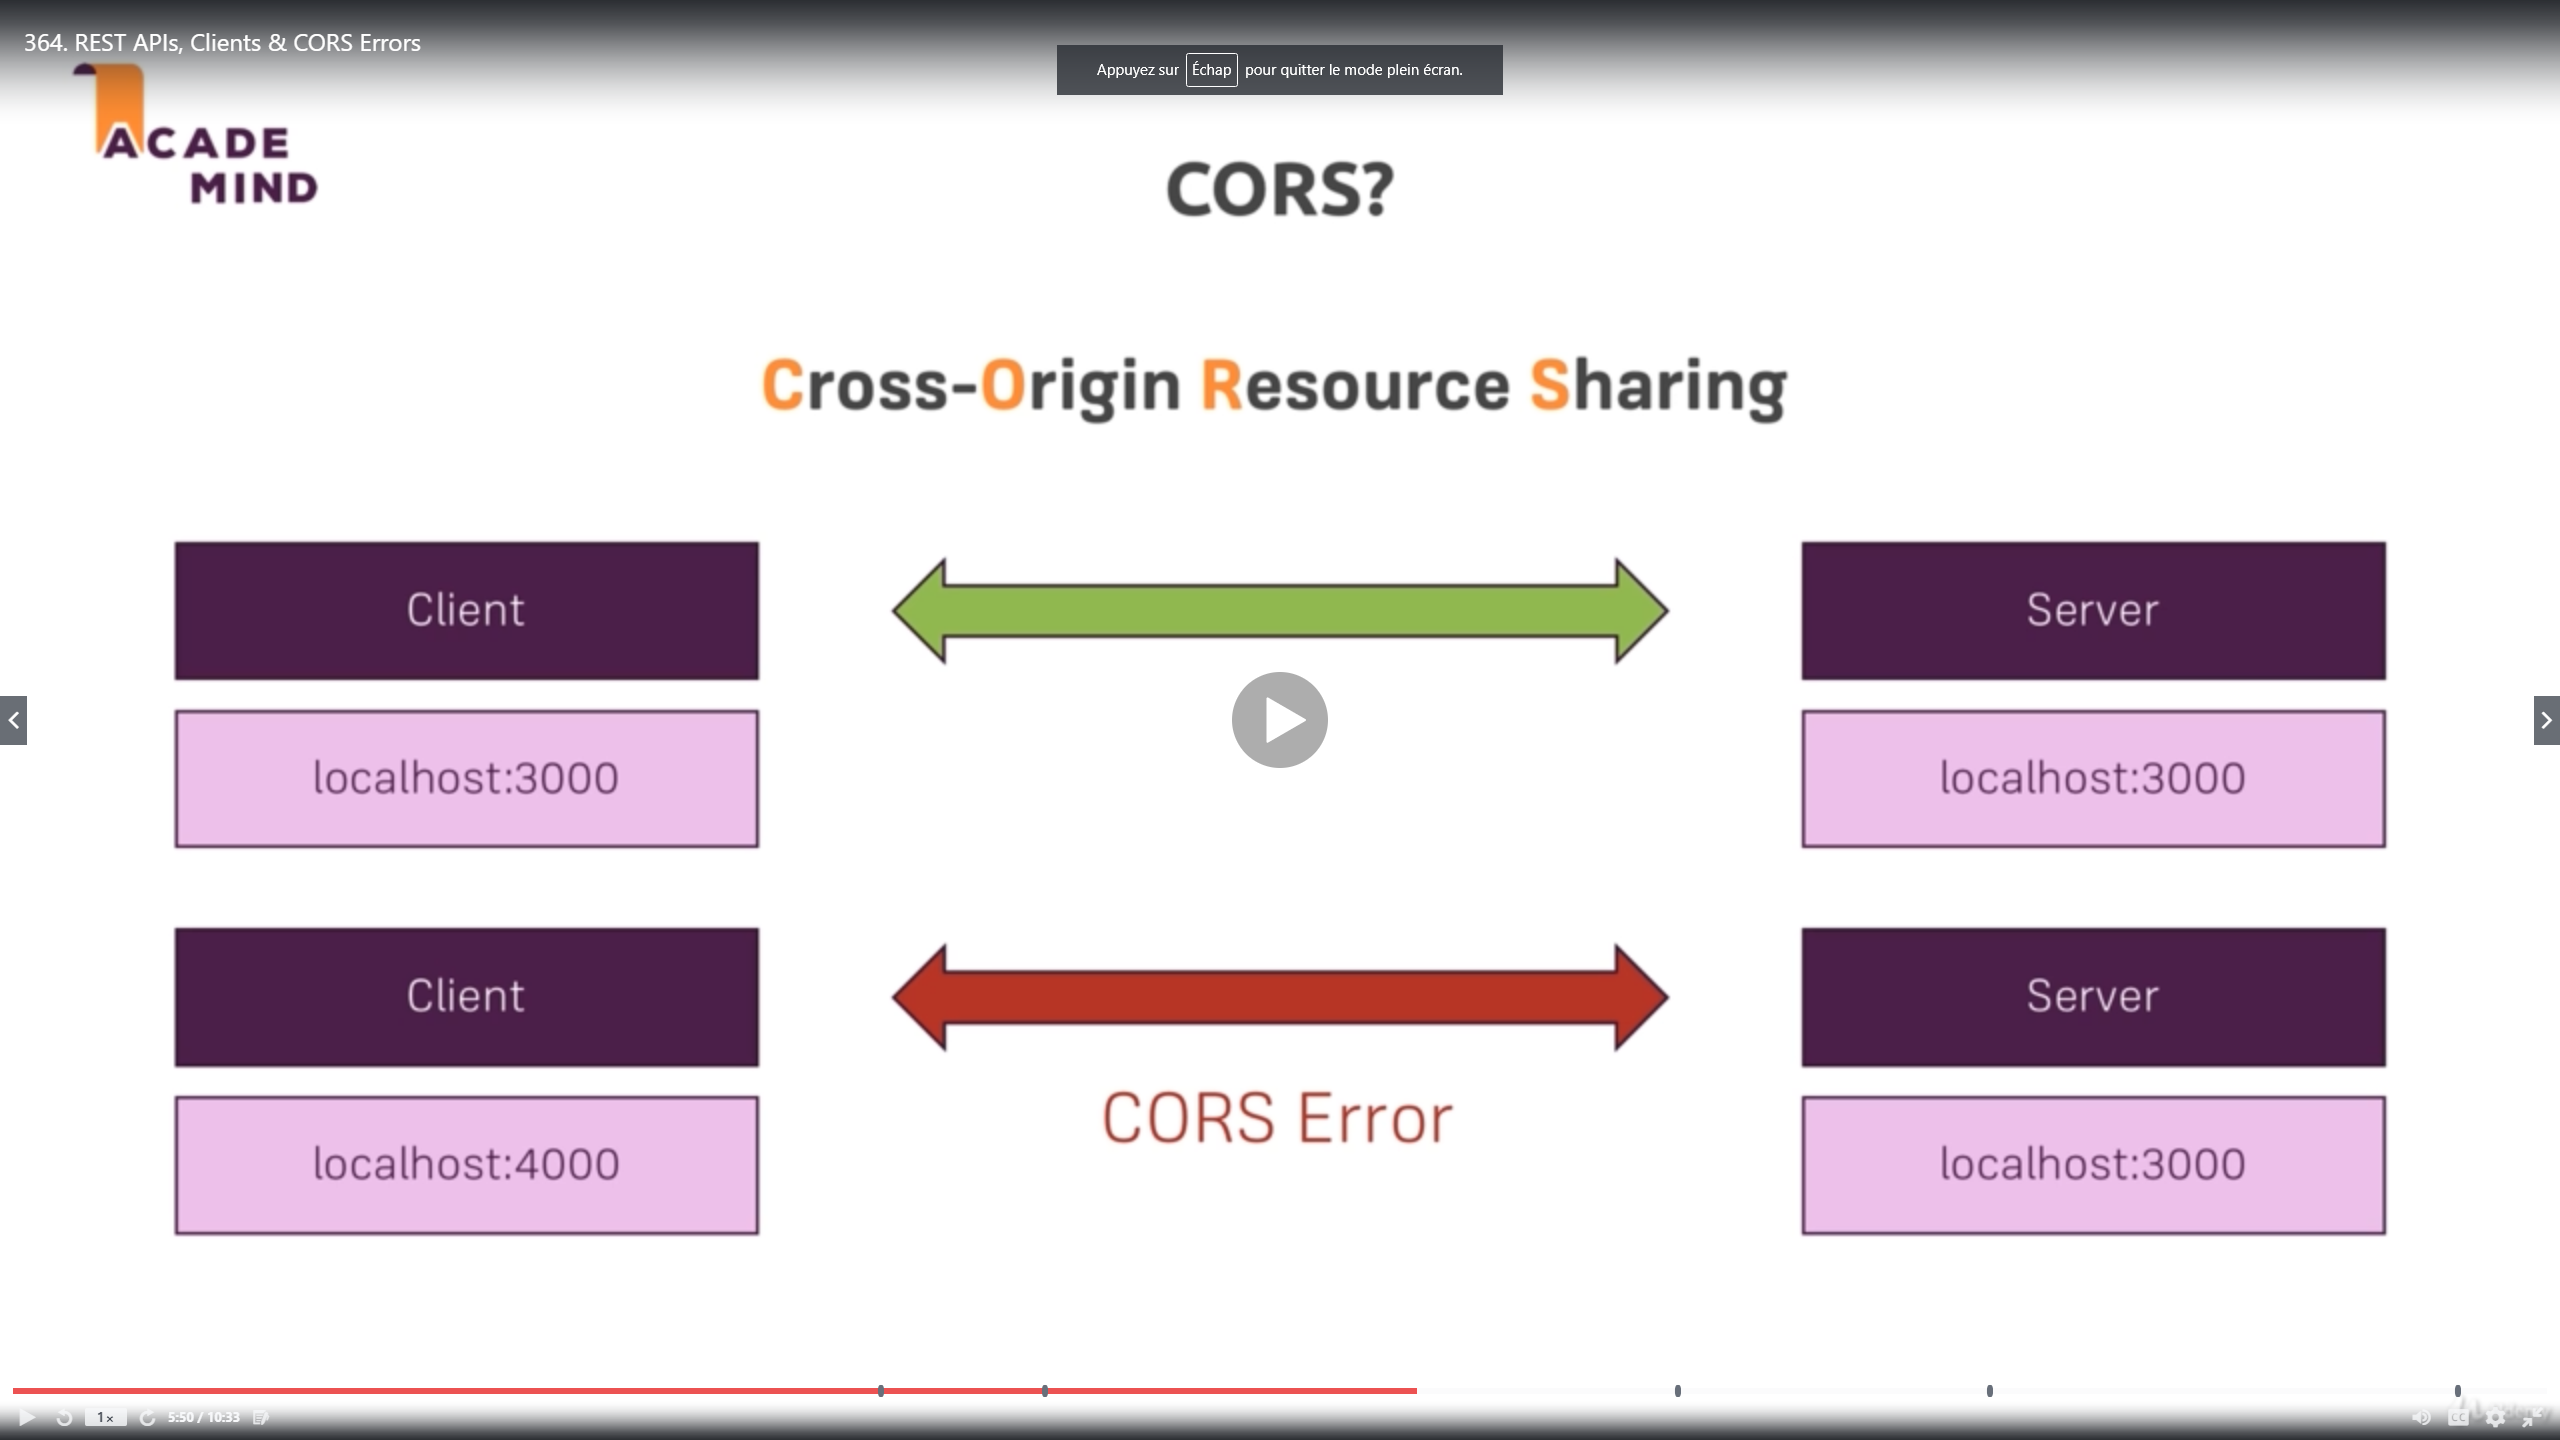 364. REST APIs, Clients & CORS Errors
Appuyez sur Échap pour quitter le mode plein écran.
ACADE
MIND
CORS?
Cross-Origin Resource Sharing
Client
Server
localhost:3000
localhost:3000
Client
Server
CORS Error
localhost:4000
localhost:3000
1x
5:50 / 10:33
CC